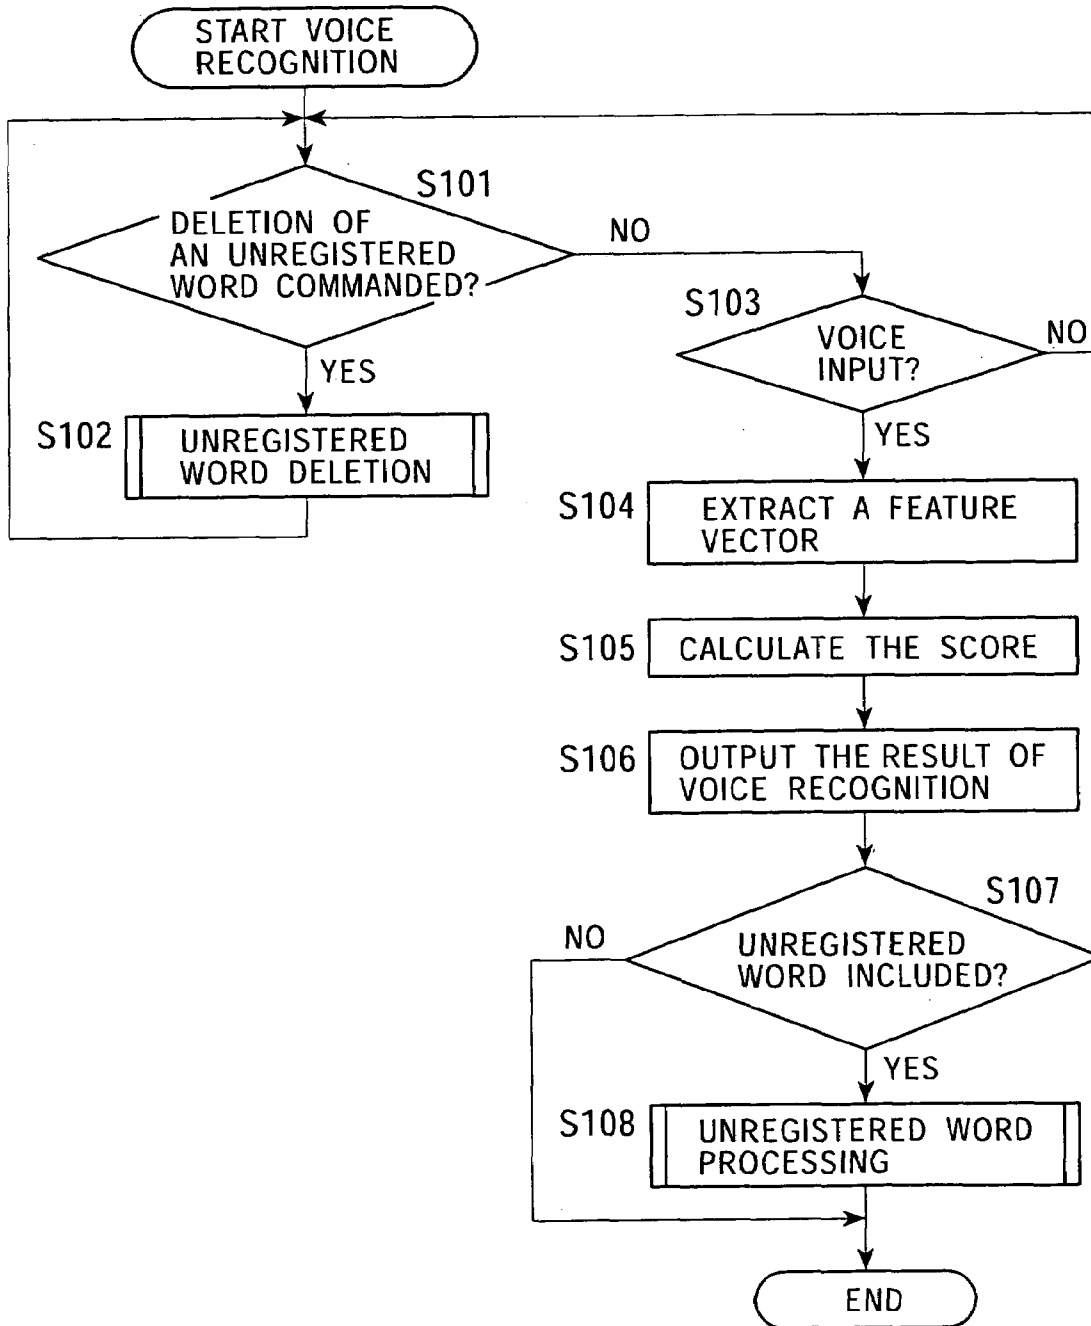 START VOICE
RECOGNITION
S101
DELETION OF
AN UNREGISTERED
WORD COMMANDED?
NO
YES
S102
UNREGISTERED
WORD DELETION
S103
VOICE
INPUT?
NO
YES
S104
EXTRACT A FEATURE
VECTOR
S105
CALCULATE THE SCORE
S106
OUTPUT THE RESULT OF
VOICE RECOGNITION
S107
UNREGISTERED
WORD INCLUDED?
NO
YES
S108
UNREGISTERED WORD
PROCESSING
END